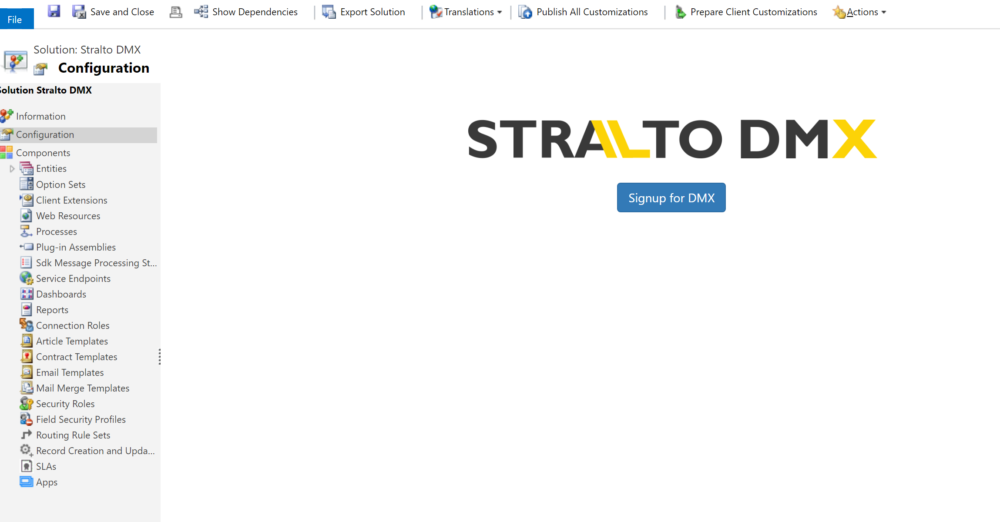 File
Save and Close
Show Dependencies
Export Solution
Translations
Publish All Customizations
Prepare Client Customizations
Actions
Solution: Stralto DMX
Configuration
Solution Stralto DMX
Information
Configuration
Components
Entities
Option Sets
Client Extensions
Web Resources
Processes
Plug-in Assemblies
Sdk Message Processing St...
Service Endpoints
Dashboards
Reports
Connection Roles
Article Templates
Contract Templates
Email Templates
Mail Merge Templates
Security Roles
Field Security Profiles
Routing Rule Sets
Record Creation and Upda...
SLAs
Apps
STRALTO DMX
Signup for DMX